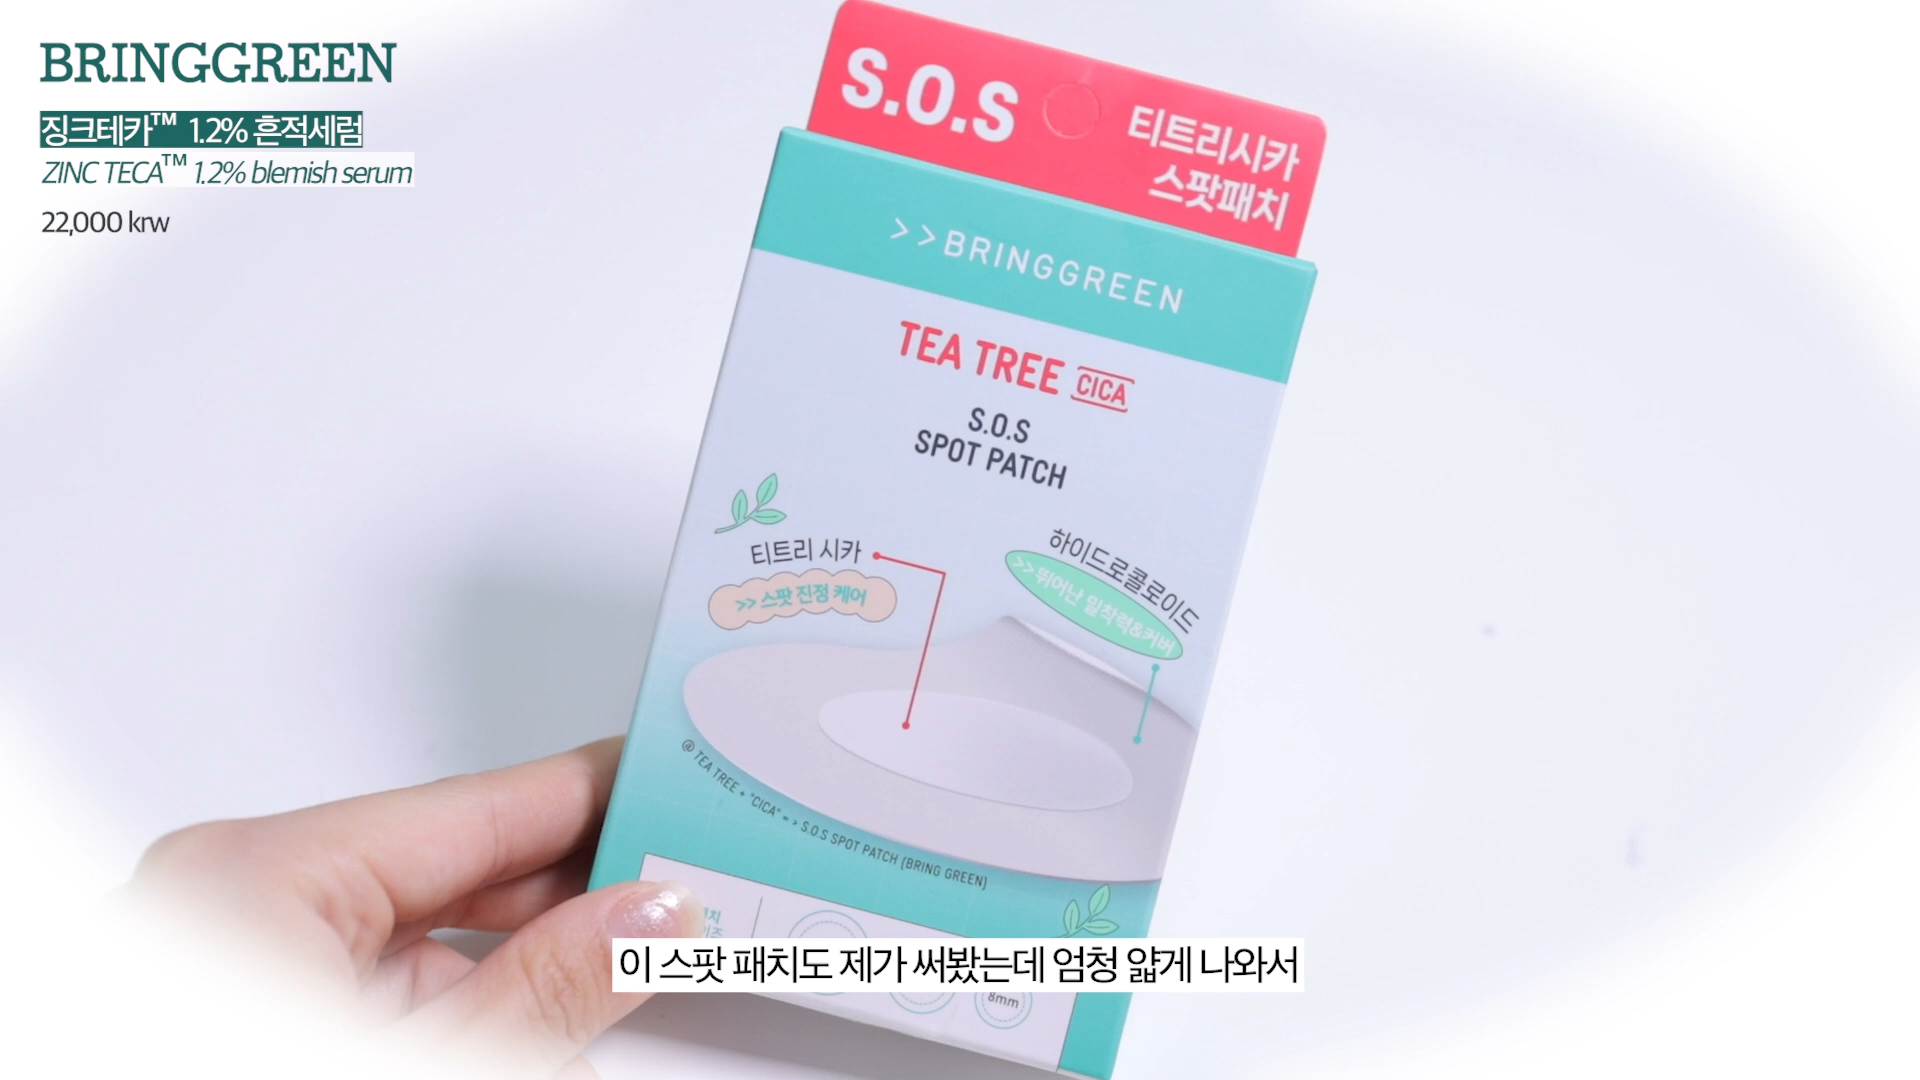 BRINGGREEN
징크테카™ 1.2% 흔적세럼
ZINC TECA™ 1.2% blemish serum
22,000 krw
S.O.S
티트리시카
스팟패치
>>BRINGGREEN
TEA TREE CICA
S.O.S
SPOT PATCH
티트리 시카
>> 스팟 진정 케어
하이드로콜로이드
>> 뛰어난 밀착력&커버
@ TEA TREE + "CICA" = > S.O.S SPOT PATCH (BRING GREEN)
8mm
이 스팟 패치도 제가 써봤는데 엄청 얇게 나와서